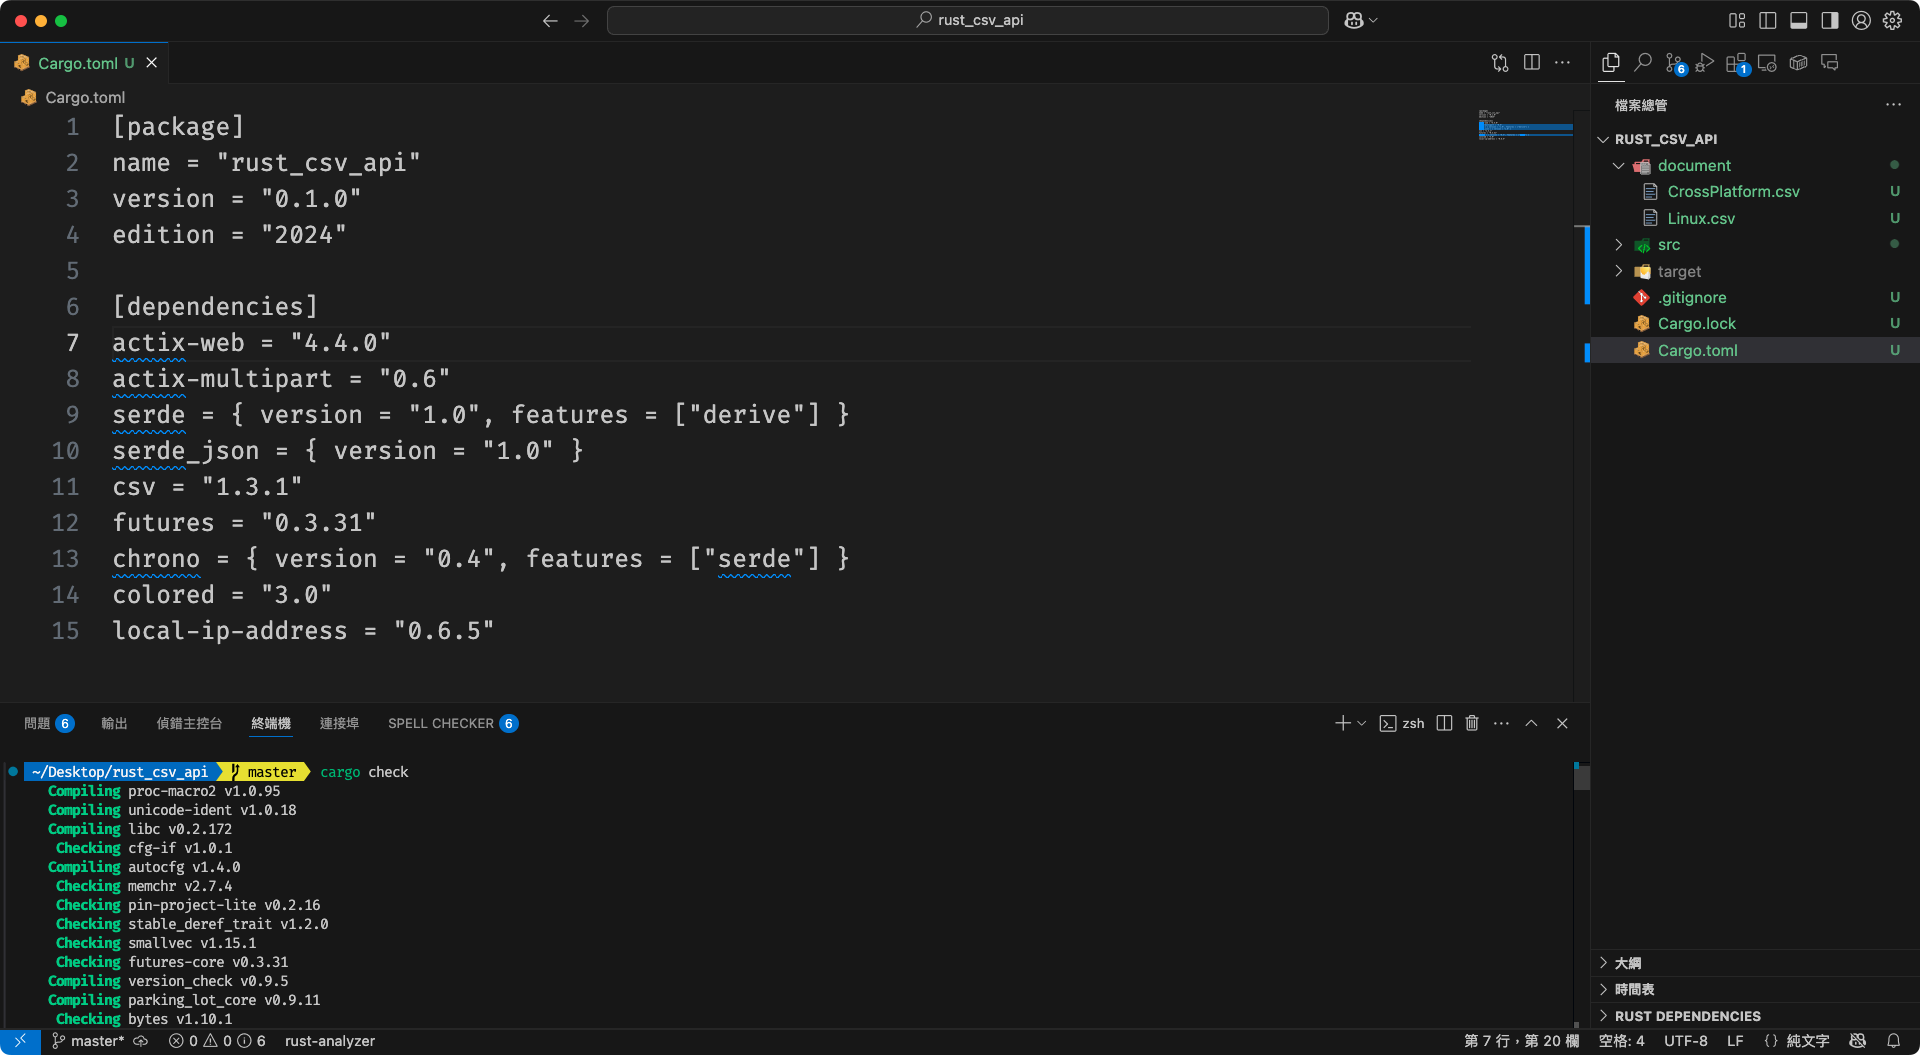 rust_csv_api
Cargo.toml U
Cargo.toml
1 [package]
2 name = "rust_csv_api"
3 version = "0.1.0"
4 edition = "2024"
5
6 [dependencies]
7 actix-web = "4.4.0"
8 actix-multipart = "0.6"
9 serde = { version = "1.0", features = ["derive"] }
10 serde_json = { version = "1.0" }
11 csv = "1.3.1"
12 futures = "0.3.31"
13 chrono = { version = "0.4", features = ["serde"] }
14 colored = "3.0"
15 local-ip-address = "0.6.5"
6
1
檔案總管
RUST_CSV_API
document
CrossPlatform.csv U
Linux.csv U
src
target
.gitignore U
Cargo.lock U
Cargo.toml U
大綱
時間表
RUST DEPENDENCIES
問題 6 輸出 偵錯主控台 終端機 連接埠 SPELL CHECKER 6
zsh
~/Desktop/rust_csv_api master cargo check
Compiling proc-macro2 v1.0.95
Compiling unicode-ident v1.0.18
Compiling libc v0.2.172
Checking cfg-if v1.0.1
Compiling autocfg v1.4.0
Checking memchr v2.7.4
Checking pin-project-lite v0.2.16
Checking stable_deref_trait v1.2.0
Checking smallvec v1.15.1
Checking futures-core v0.3.31
Compiling version_check v0.9.5
Compiling parking_lot_core v0.9.11
Checking bytes v1.10.1
master* 0 0 6 rust-analyzer
第 7 行，第 20 欄 空格: 4 UTF-8 LF {} 純文字